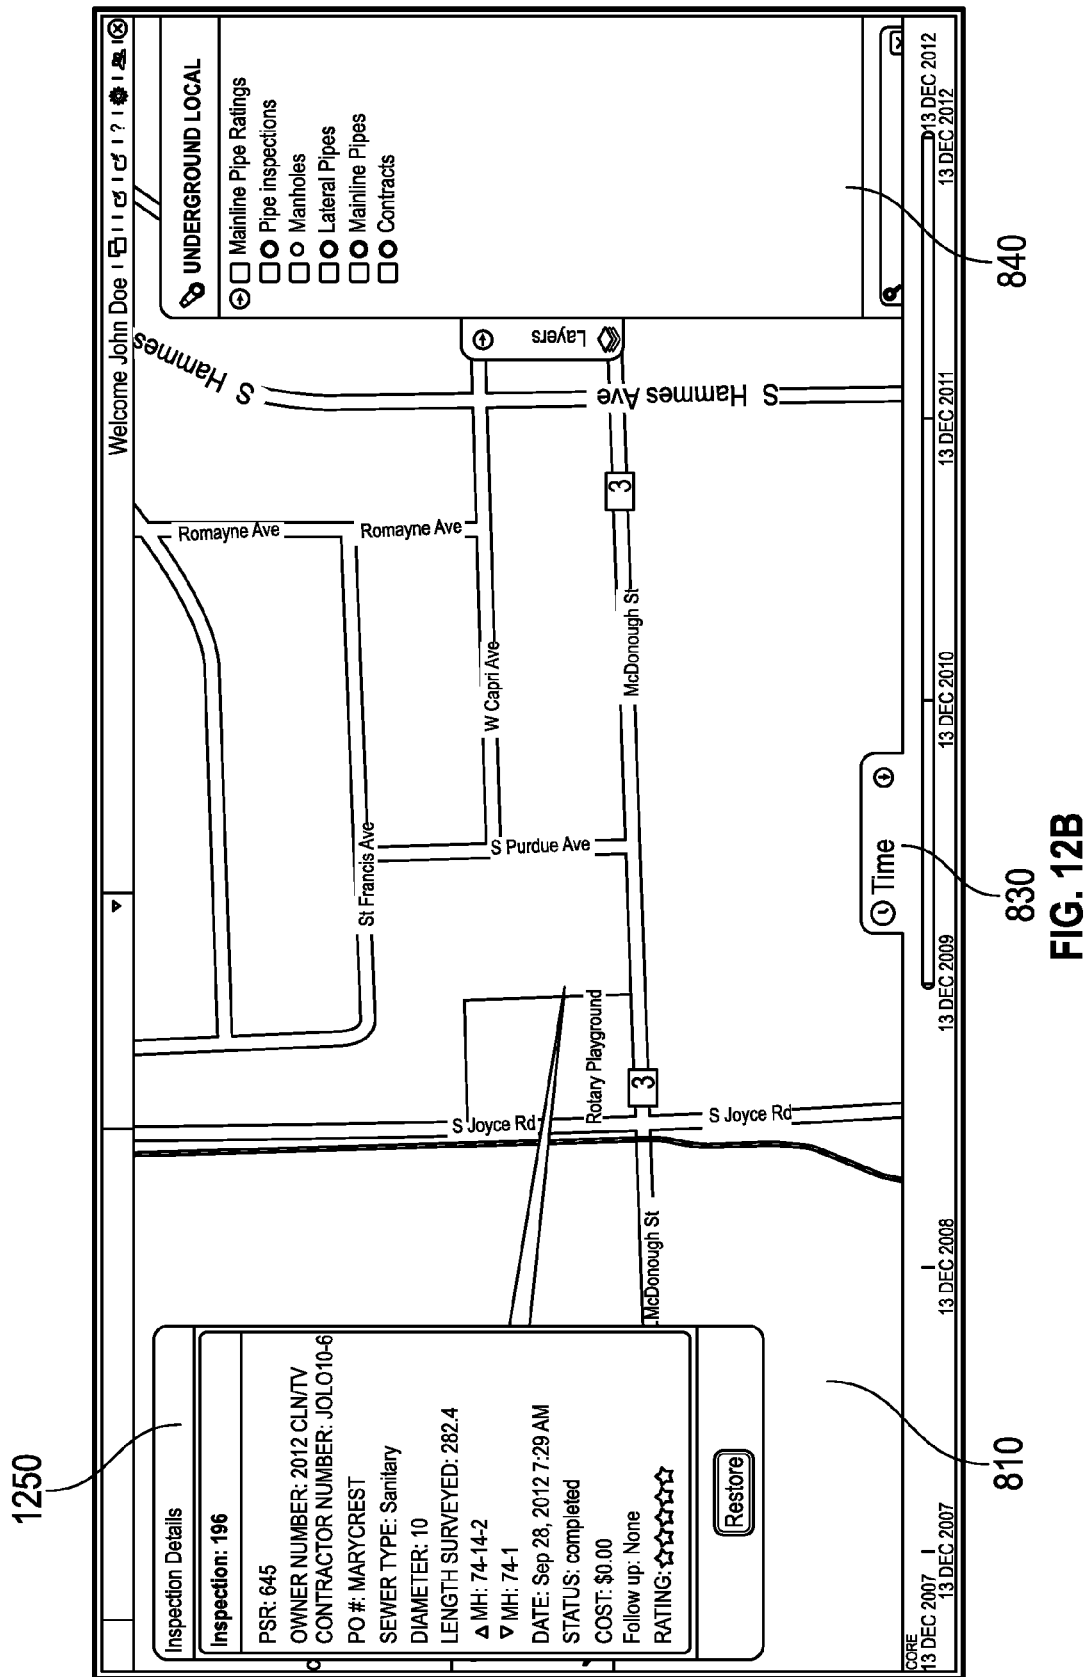 1250
Welcome John Doe | | | | ? | | |
Inspection Details
Inspection: 196
PSR: 645
OWNER NUMBER: 2012 CLN/TV
CONTRACTOR NUMBER: JOLO10-6
PO #: MARYCREST
SEWER TYPE: Sanitary
DIAMETER: 10
LENGTH SURVEYED: 282.4
△ MH: 74-14-2
▽ MH: 74-1
DATE: Sep 28, 2012 7:29 AM
STATUS: completed
COST: $0.00
Follow up: None
RATING:
Restore
S Joyce Rd
S Joyce Rd
Rotary Playground
McDonough St
3
St Francis Ave
S Purdue Ave
W Capri Ave
Romayne Ave
Romayne Ave
McDonough St
3
S Hammes
S Hammes Ave
Layers
UNDERGROUND LOCAL
Mainline Pipe Ratings
Pipe inspections
Manholes
Lateral Pipes
Mainline Pipes
Contracts
Time
CORE
13 DEC 2007
13 DEC 2007
13 DEC 2008
13 DEC 2009
13 DEC 2010
13 DEC 2011
13 DEC 2012
13 DEC 2012
810
830
840
FIG. 12B